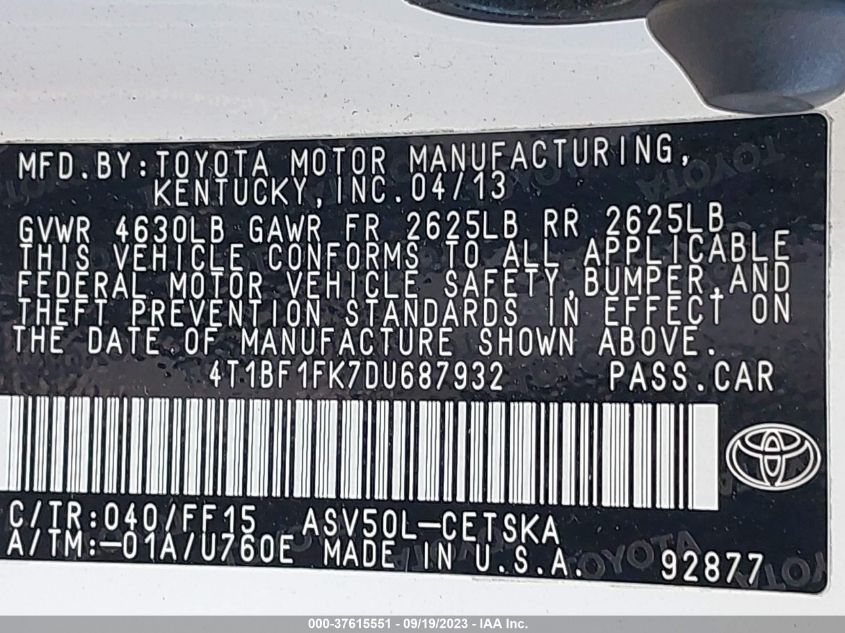 MFD.BY:TOYOTA MOTOR MANUFACTURING,
KENTUCKY,INC.04/13
GVWR 4630LB GAWR FR 2625LB RR 2625LB
THIS VEHICLE CONFORMS TO ALL APPLICABLE
FEDERAL MOTOR VEHICLE SAFETY,BUMPER,AND
THEFT PREVENTION STANDARDS IN EFFECT ON
THE DATE OF MANUFACTURE SHOWN ABOVE.
4T1BF1FK7DU687932 PASS.CAR
C/TR:040/FF15 ASV50L-CETSKA
A/TM:-01A/U760E MADE IN U.S.A. 92877
000-37615551 - 09/19/2023 - IAA Inc.